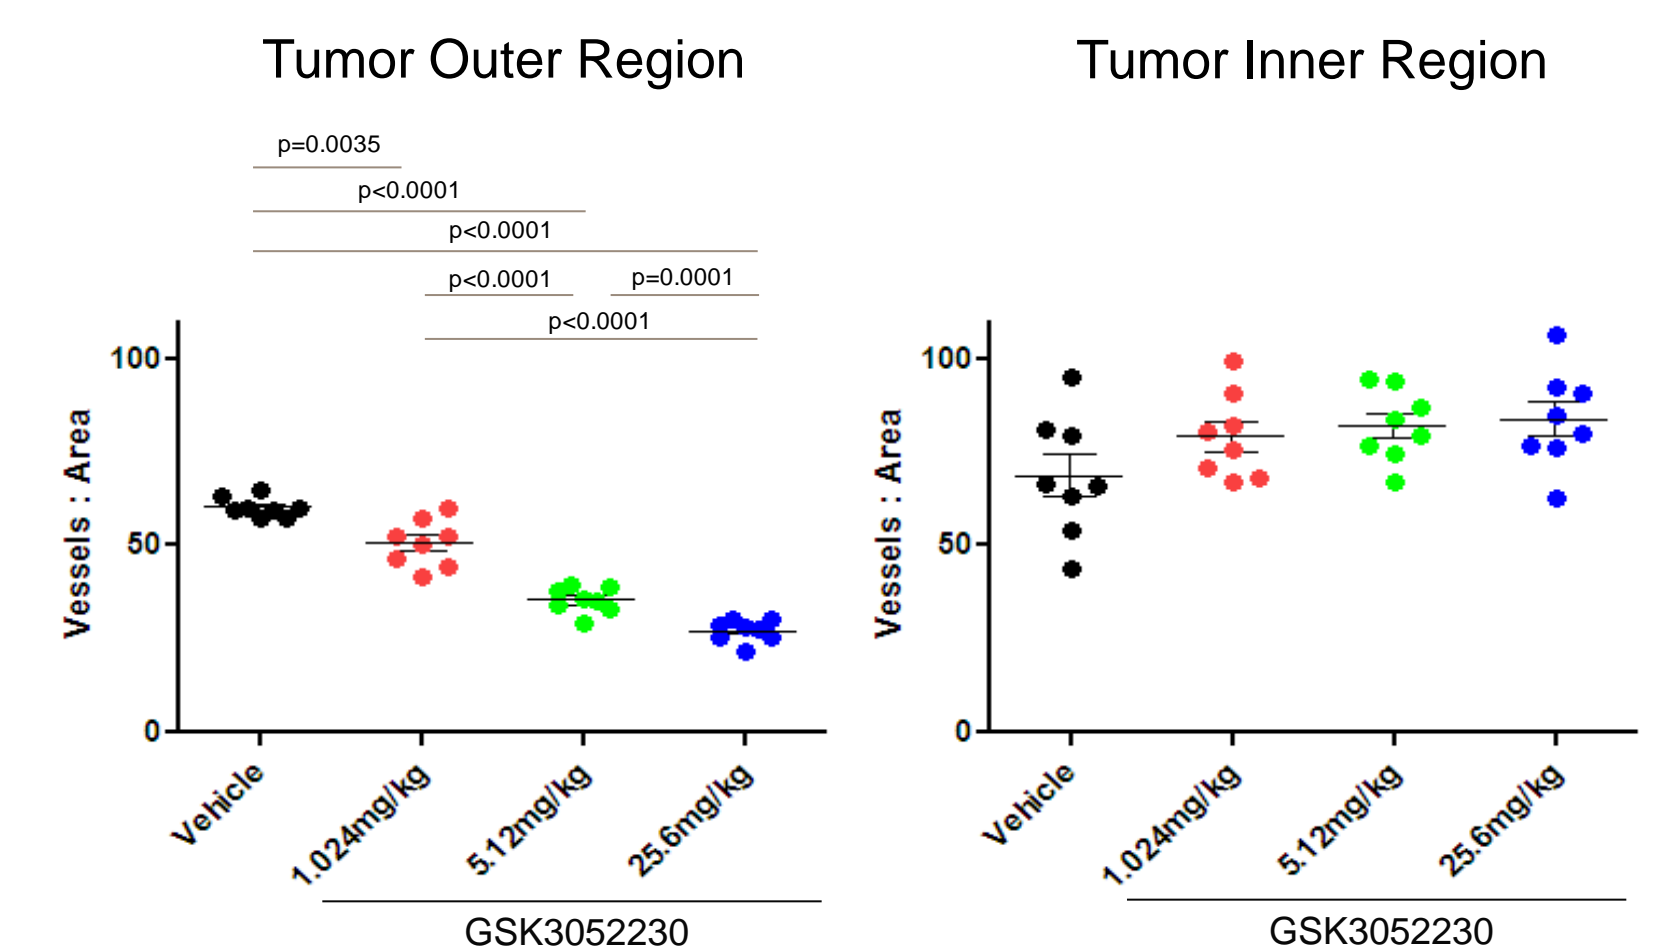 Tumor Outer Region
p=0.0035
p<0.0001
p<0.0001
p<0.0001
p=0.0001
p<0.0001
100
50
0
Vessels : Area
Vehicle
1.024mg/kg
5.12mg/kg
25.6mg/kg
GSK3052230
Tumor Inner Region
100
50
0
Vessels : Area
Vehicle
1.024mg/kg
5.12mg/kg
25.6mg/kg
GSK3052230